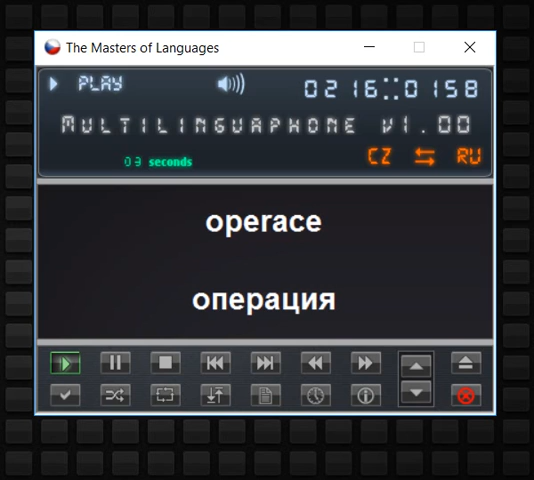 The Masters of Languages
PLAY 0216::0158
MULTILINGUAPHONE v1.00
03 seconds CZ ⇆ RU
operace
операция